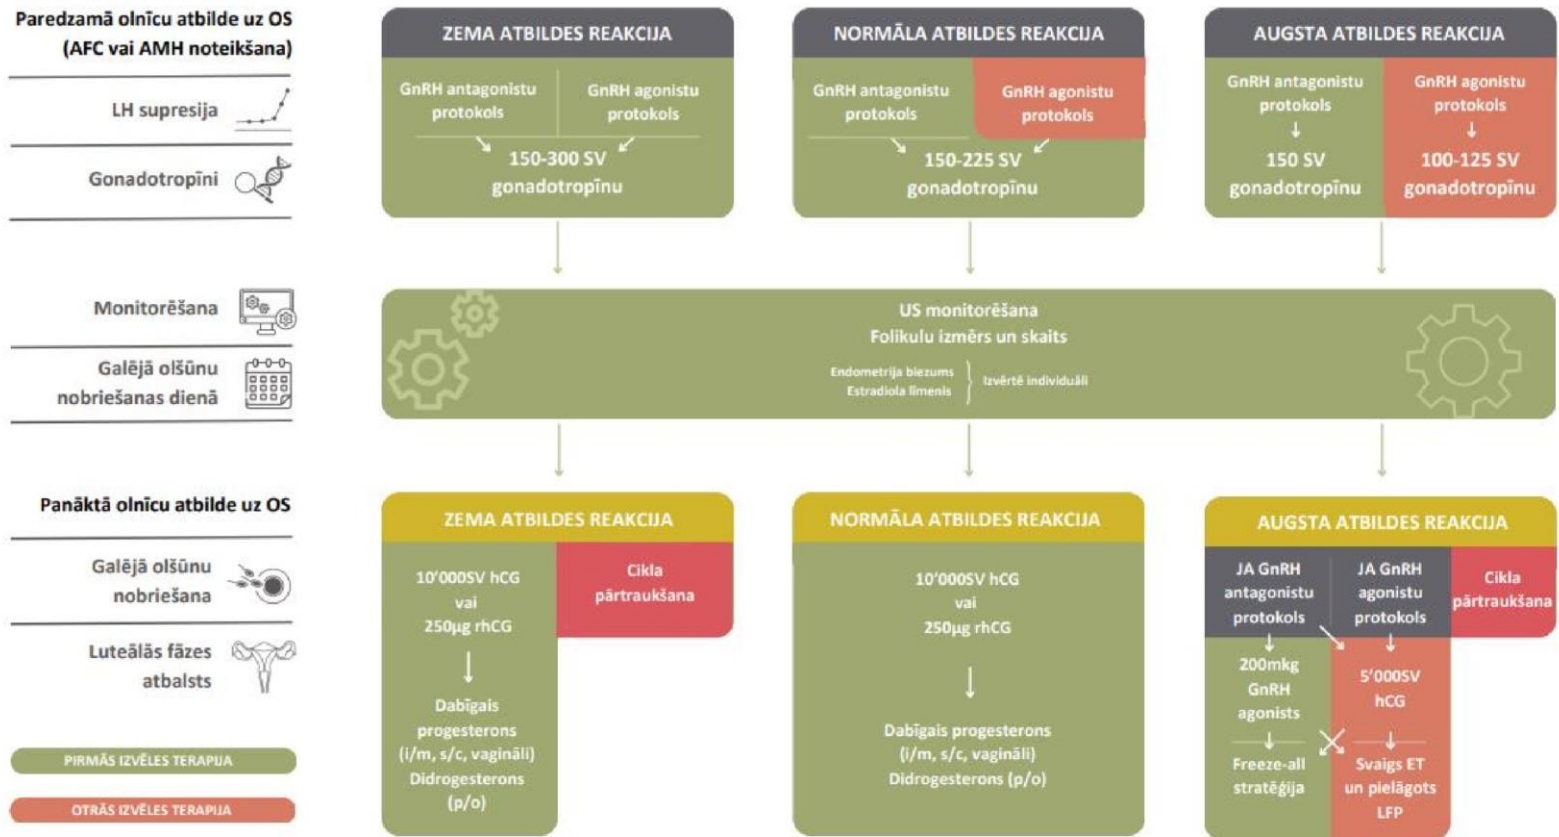 Paredzamā olnīcu atbilde uz OS
(AFC vai AMH noteikšana)
LH supresija
Gonadotropīni
ZEMA ATBILDES REAKCIJA
GnRH antagonistu
protokols
GnRH agonistu
protokols
150-300 SV
gonadotropīnu
NORMĀLA ATBILDES REAKCIJA
GnRH antagonistu
protokols
GnRH agonistu
protokols
150-225 SV
gonadotropīnu
AUGSTA ATBILDES REAKCIJA
GnRH antagonistu
protokols
150 SV
gonadotropīnu
GnRH agonistu
protokols
100-125 SV
gonadotropīnu
Monitorēšana
Galējā olšūnu
nobriešanas dienā
US monitorēšana
Folikulu izmērs un skaits
Endometrija biezums
Estradiola līmenis
Izvērtē individuāli
Panāktā olnīcu atbilde uz OS
Galējā olšūnu
nobriešana
Luteālās fāzes
atbalsts
PIRMĀS IZVĒLES TERAPIJA
OTRĀS IZVĒLES TERAPIJA
ZEMA ATBILDES REAKCIJA
10'000SV hCG
vai
250µg rhCG
Dabīgais
progesterons
(i/m, s/c, vagināli)
Didrogesterons
(p/o)
Cikla
pārtraukšana
NORMĀLA ATBILDES REAKCIJA
10'000SV hCG
vai
250µg rhCG
Dabīgais progesterons
(i/m, s/c, vagināli)
Didrogesterons (p/o)
AUGSTA ATBILDES REAKCIJA
JA GnRH
antagonistu
protokols
JA GnRH
agonistu
protokols
Cikla
pārtraukšana
200mkg
GnRH
agonists
5'000SV
hCG
Freeze-all
stratēģija
Svaigs ET
un pielāgots
LFP